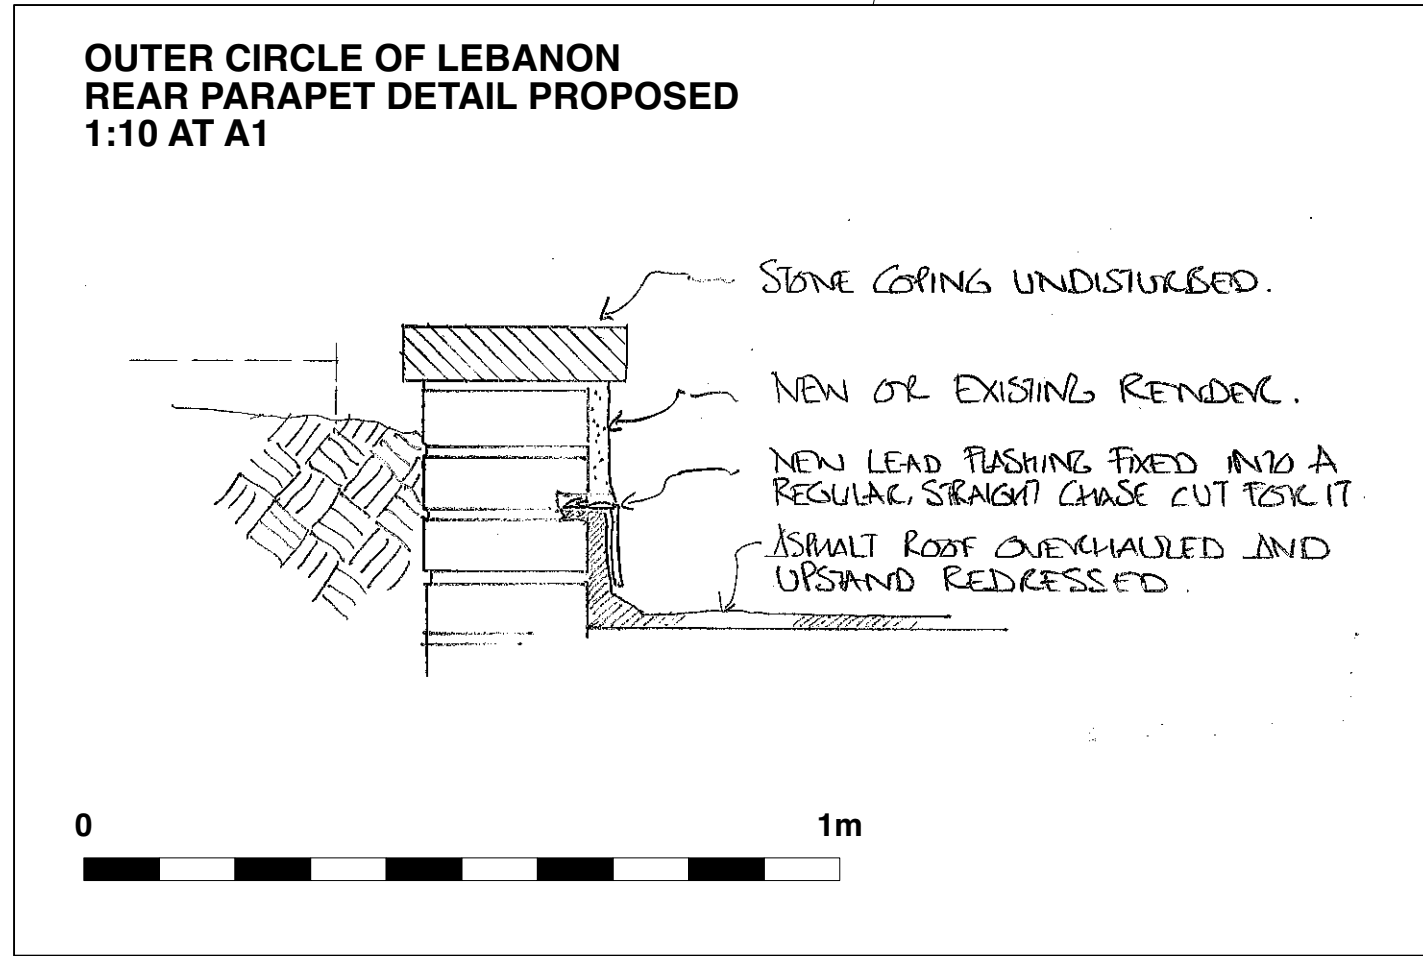 OUTER CIRCLE OF LEBANON
REAR PARAPET DETAIL PROPOSED
1:10 AT A1
STONE COPING UNDISTURBED.
NEW OR EXISTING RENDER.
NEW LEAD FLASHING FIXED INTO A
REGULAR, STRAIGHT CHASE CUT FOR IT
ASPHALT ROOF OVERHAULED AND
UPSTAND REDRESSED.
0 1m